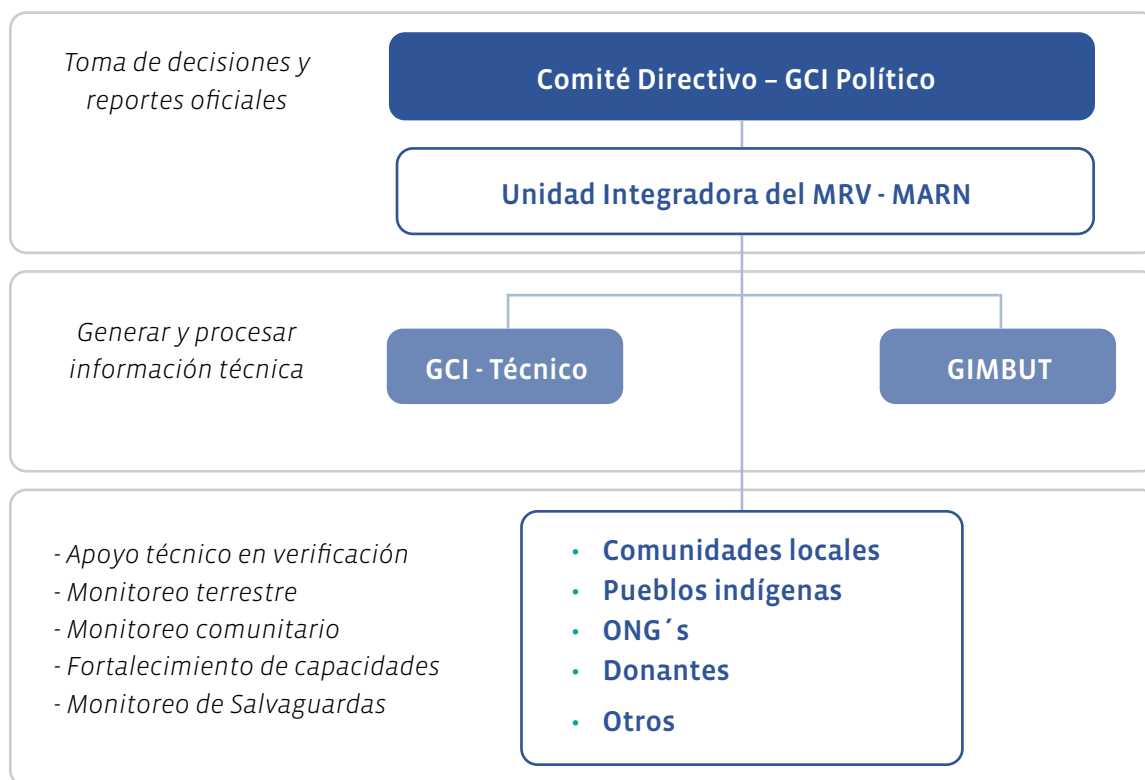 Toma de decisiones y
reportes oficiales
Comité Directivo – GCI Político
Unidad Integradora del MRV - MARN
Generar y procesar
información técnica
GCI - Técnico
GIMBUT
- Apoyo técnico en verificación
- Monitoreo terrestre
- Monitoreo comunitario
- Fortalecimiento de capacidades
- Monitoreo de Salvaguardas
• Comunidades locales
• Pueblos indígenas
• ONG´s
• Donantes
• Otros